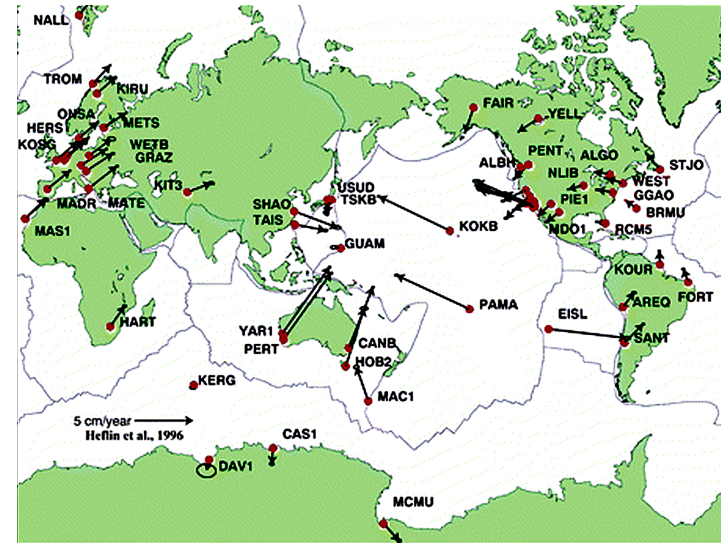 NALL
TROM
KIRU
FAIR
YELL
ONSA
METS
HERS
KOSG
WETB
GRAZ
PENT
ALGO
ALBH
NLIB
STJO
WEST
GGAO
KIT3
USUD
TSKB
MADR
MATE
SHAO
TAIS
PIE1
BRMU
MAS1
KOKB
MDO1
RCM5
GUAM
KOUR
FORT
AREQ
PAMA
EISL
HART
YAR1
PERT
CANB
HOB2
SANT
KERG
MAC1
5 cm/year
Heflin et al., 1996
CAS1
DAV1
MCMU